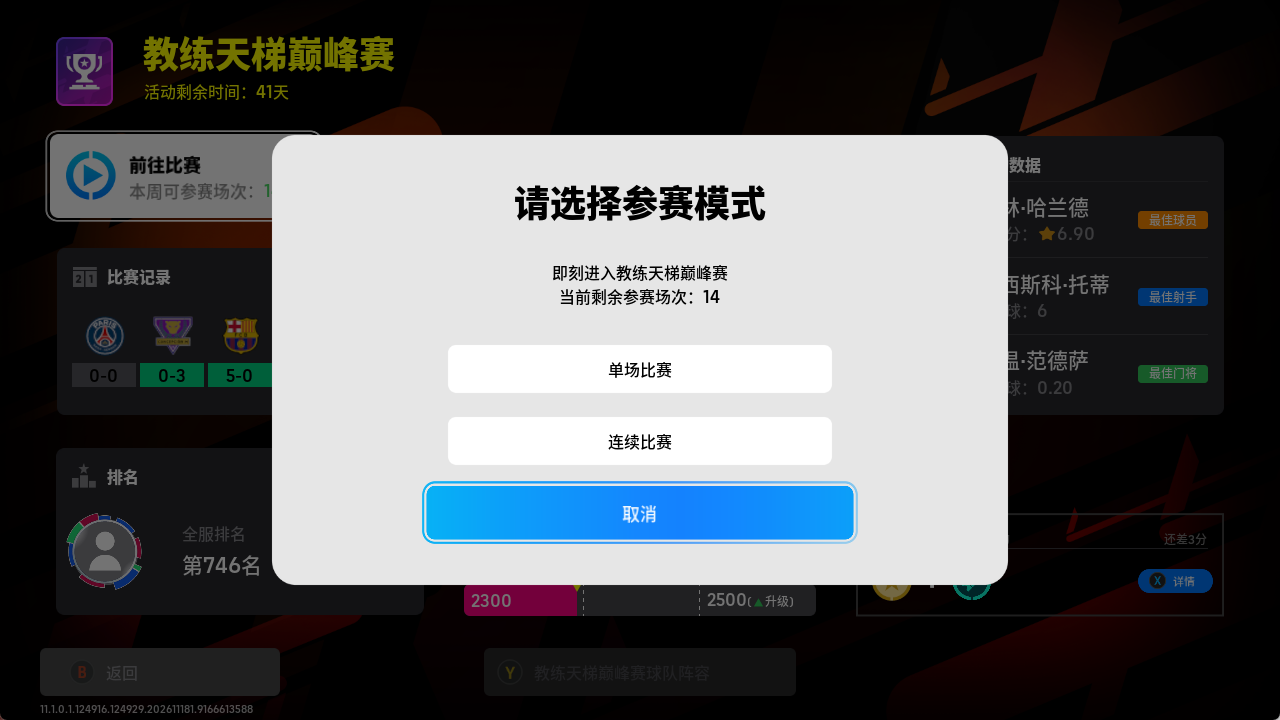 教练天梯巅峰赛
活动剩余时间：41天
前往比赛
本周可参赛场次：
比赛记录
PARIS
0-0
0-3
5-0
排名
全服排名
第746名
请选择参赛模式
即刻进入教练天梯巅峰赛
当前剩余参赛场次：14
单场比赛
连续比赛
取消
数据
林·哈兰德
分：6.90
最佳球员
西斯科·托蒂
球：6
最佳射手
温·范德萨
球：0.20
最佳门将
2300
2500(▲升级)
还差3分
X 详情
B 返回
Y 教练天梯巅峰赛球队阵容
11.1.0.1.124916.124929.202611181.9166613588